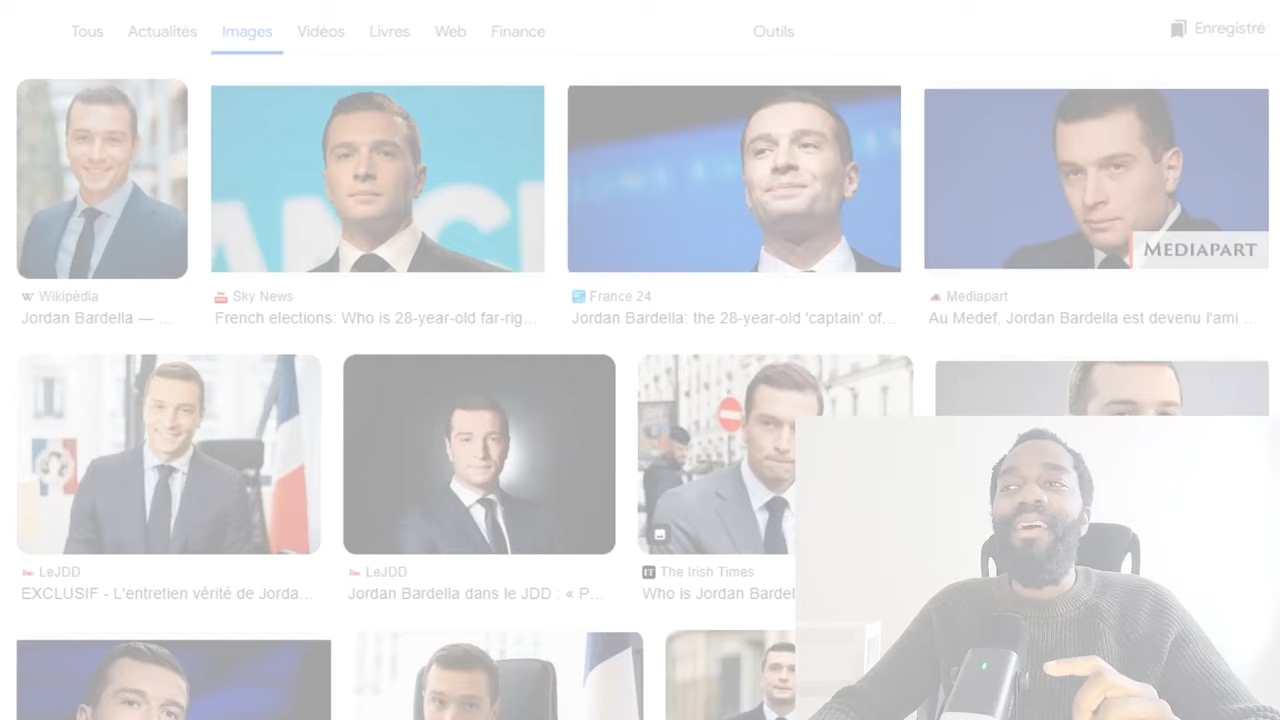 Tous Actualités Images Vidéos Livres Web Finance Outils Enregistré
ANCE
MEDIAPART
Wikipédia
Jordan Bardella — ...
Sky News
French elections: Who is 28-year-old far-rig...
France 24
Jordan Bardella: the 28-year-old 'captain' of...
Mediapart
Au Medef, Jordan Bardella est devenu l'ami ...
LeJDD
EXCLUSIF - L'entretien vérité de Jorda...
LeJDD
Jordan Bardella dans le JDD : « P...
The Irish Times
Who is Jordan Bardel